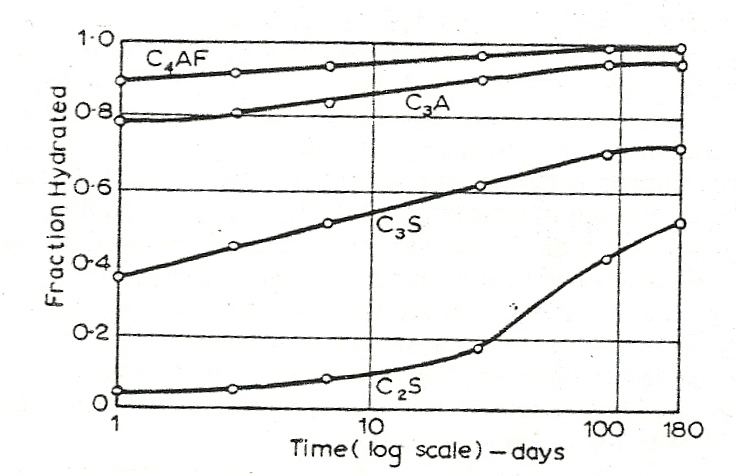 Fraction Hydrated
1·0
0·8
0·6
0·4
0·2
0
C₄AF
C₃A
C₃S
C₂S
1 10 100 180
Time( log scale) – days